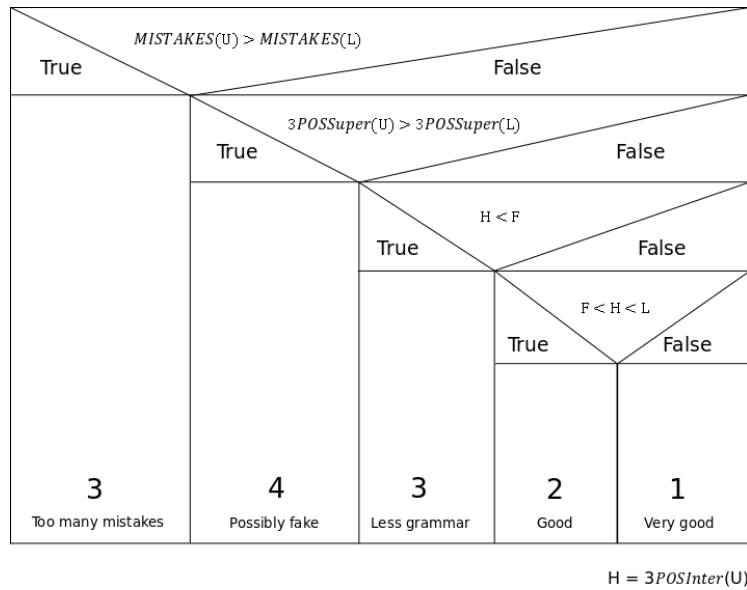 MISTAKES(U) > MISTAKES(L)
True
False
3POSSuper(U) > 3POSSuper(L)
True
False
H < F
True
False
F < H < L
True
False
3
4
3
2
1
Too many mistakes
Possibly fake
Less grammar
Good
Very good
H = 3POSInter(U)